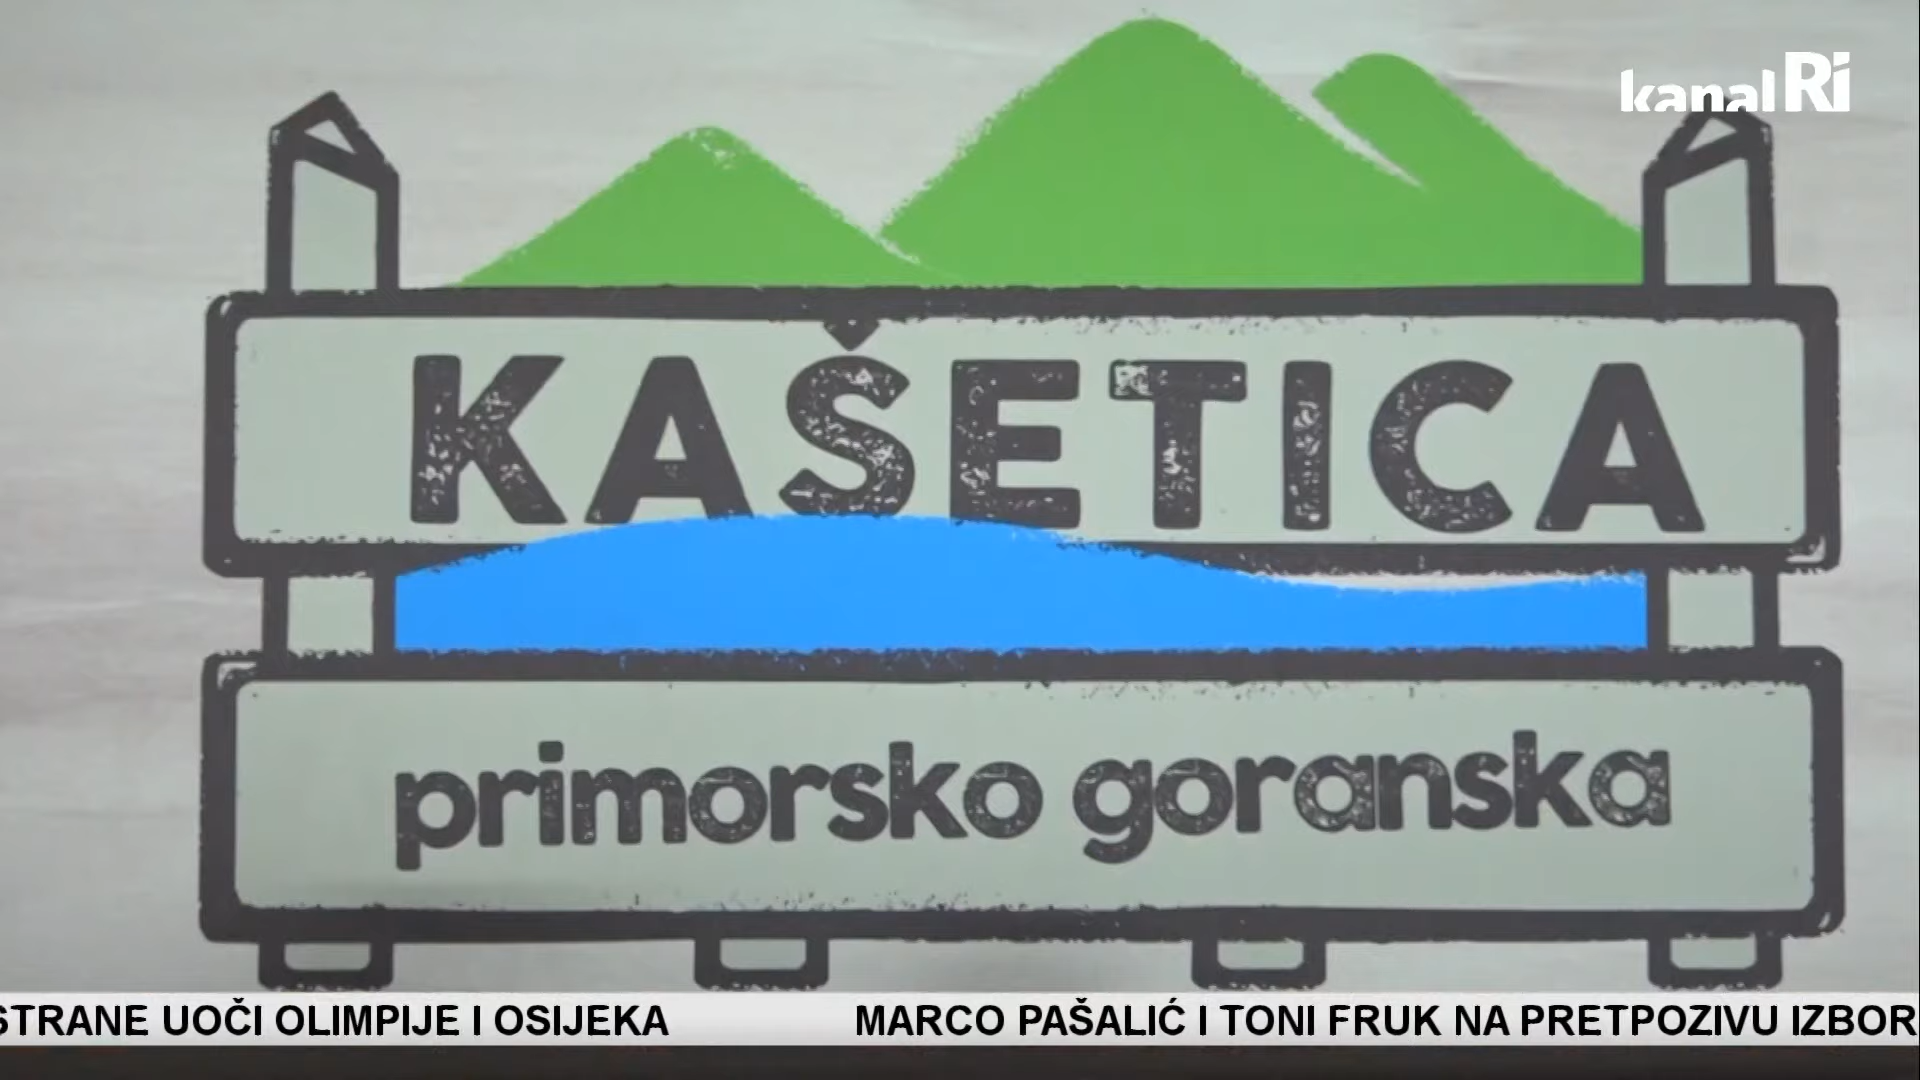 kanal Ri
KAŠETICA
primorsko goranska
STRANE UOČI OLIMPIJE I OSIJEKA MARCO PAŠALIĆ I TONI FRUK NA PRETPOZIVU IZBOR